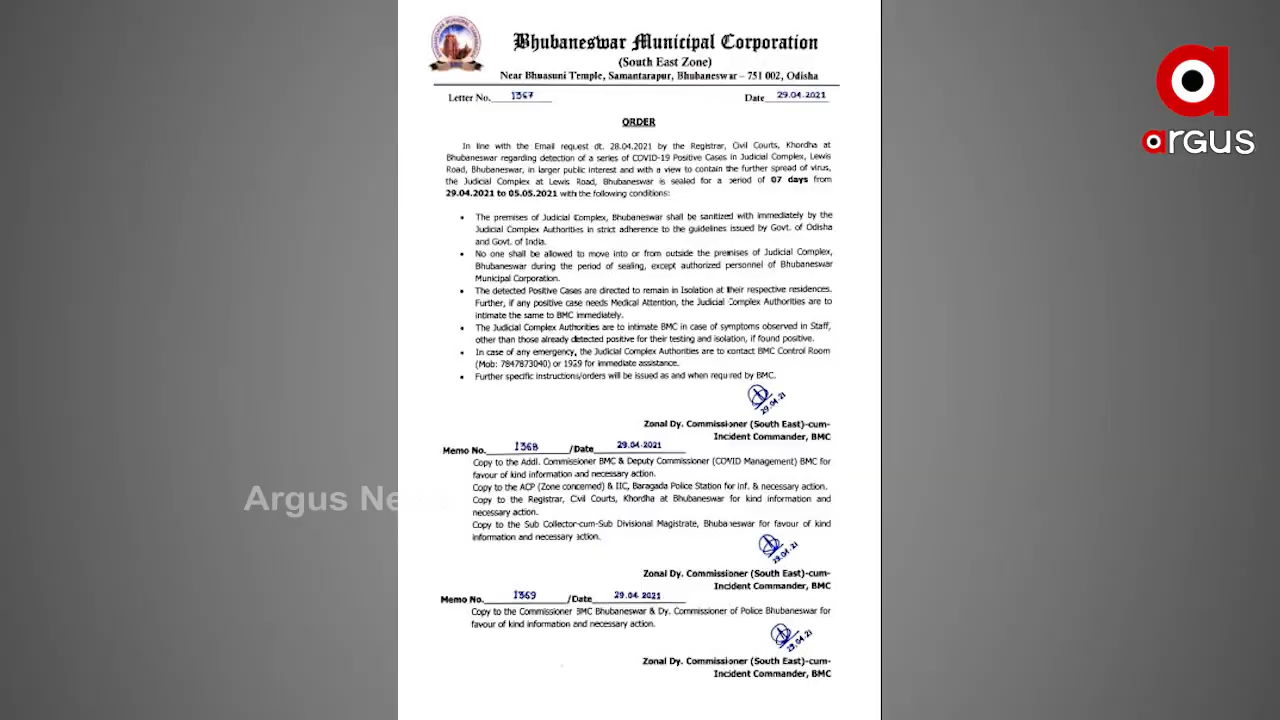 Bhubaneswar Municipal Corporation
(South East Zone)
Near Bhuasuni Temple, Samantarapur, Bhubaneswar – 751 002, Odisha
Letter No. 1367 Date 29.04.2021
ORDER
In line with the Email request dt. 28.04.2021 by the Registrar, Civil Courts, Khordha at
Bhubaneswar regarding detection of a series of COVID-19 Positive Cases in Judicial Complex, Lewis
Road, Bhubaneswar, in larger public interest and with a view to contain the further spread of virus,
the Judicial Complex at Lewis Road, Bhubaneswar is sealed for a period of 07 days from
29.04.2021 to 05.05.2021 with the following conditions:
• The premises of Judicial Complex, Bhubaneswar shall be sanitized with immediately by the
Judicial Complex Authorities in strict adherence to the guidelines issued by Govt. of Odisha
and Govt. of India.
• No one shall be allowed to move into or from outside the premises of Judicial Complex,
Bhubaneswar during the period of sealing, except authorized personnel of Bhubaneswar
Municipal Corporation.
• The detected Positive Cases are directed to remain in Isolation at their respective residences.
Further, if any positive case needs Medical Attention, the Judicial Complex Authorities are to
intimate the same to BMC immediately.
• The Judicial Complex Authorities are to intimate BMC in case of symptoms observed in Staff,
other than those already detected positive for their testing and isolation, if found positive.
• In case of any emergency, the Judicial Complex Authorities are to contact BMC Control Room
(Mob: 7847873040) or 1929 for immediate assistance.
• Further specific instructions/orders will be issued as and when required by BMC.
29.04.21
Zonal Dy. Commissioner (South East)-cum-
Incident Commander, BMC
Memo No. 1368 /Date 29.04.2021
Copy to the Addl. Commissioner BMC & Deputy Commissioner (COVID Management) BMC for
favour of kind information and necessary action.
Copy to the ACP (Zone concerned) & IIC, Baragada Police Station for inf. & necessary action.
Copy to the Registrar, Civil Courts, Khordha at Bhubaneswar for kind information and
necessary action.
Copy to the Sub Collector-cum-Sub Divisional Magistrate, Bhubaneswar for favour of kind
information and necessary action.
29.04.21
Zonal Dy. Commissioner (South East)-cum-
Incident Commander, BMC
Memo No. 1369 /Date 29.04.2021
Copy to the Commissioner BMC Bhubaneswar & Dy. Commissioner of Police Bhubaneswar for
favour of kind information and necessary action.
29.04.21
Zonal Dy. Commissioner (South East)-cum-
Incident Commander, BMC
argus
Argus Ne